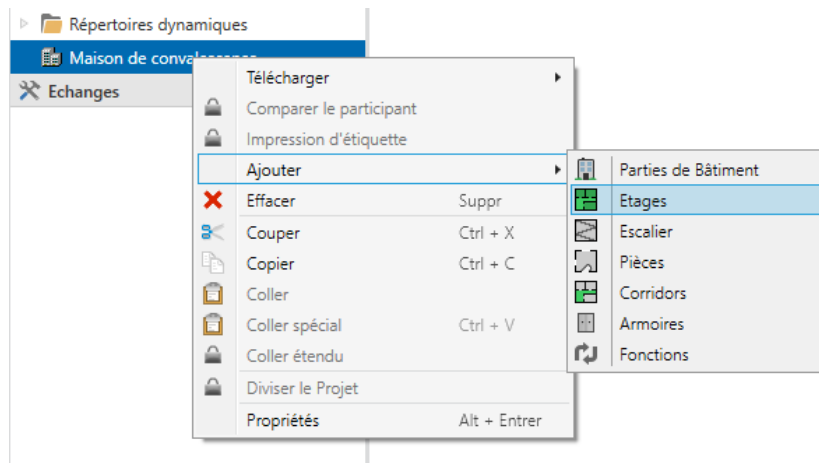 Répertoires dynamiques
Maison de
Echanges
Télécharger
Comparer le participant
Impression d'étiquette
Ajouter
Effacer Suppr
Couper Ctrl + X
Copier Ctrl + C
Coller
Coller spécial Ctrl + V
Coller étendu
Diviser le Projet
Propriétés Alt + Entrer
Parties de Bâtiment
Etages
Escalier
Pièces
Corridors
Armoires
Fonctions